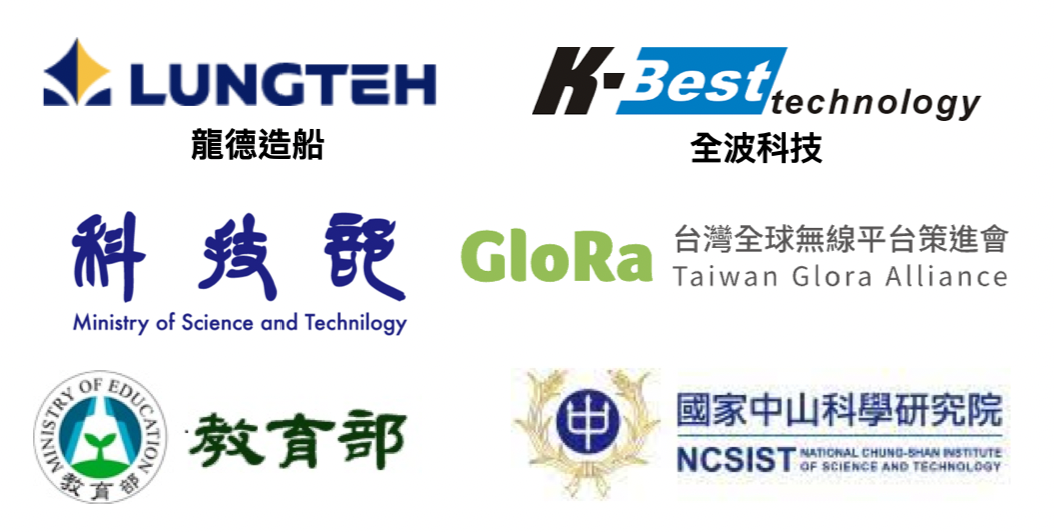 LUNGTEH
龍德造船
K-Best technology
全波科技
科技部
Ministry of Science and Technilogy
GloRa
台灣全球無線平台策進會
Taiwan Glora Alliance
MINISTRY OF EDUCATION
教育部
教育部
中
國家中山科學研究院
NCSIST
NATIONAL CHUNG-SHAN INSTITUTE
OF SCIENCE AND TECHNOLOGY